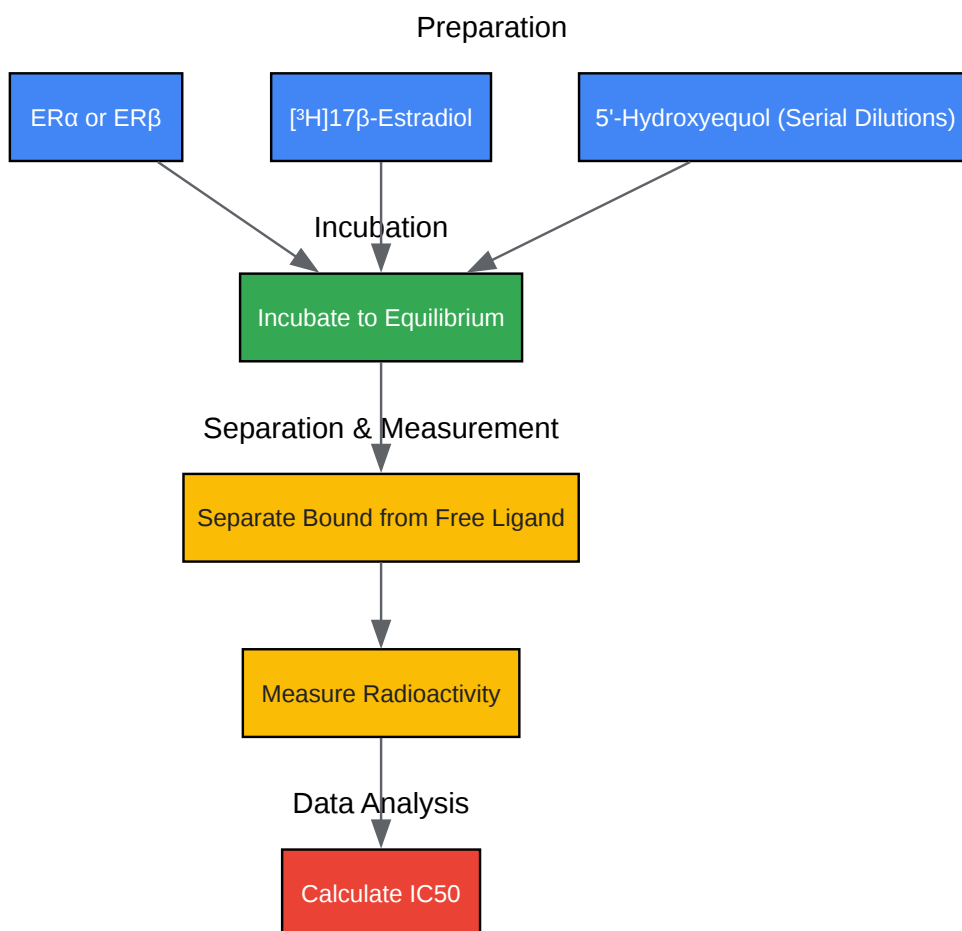 Preparation
ERα or ERβ
[³H]17β-Estradiol
5'-Hydroxyequol (Serial Dilutions)
Incubation
Incubate to Equilibrium
Separation & Measurement
Separate Bound from Free Ligand
Measure Radioactivity
Data Analysis
Calculate IC50